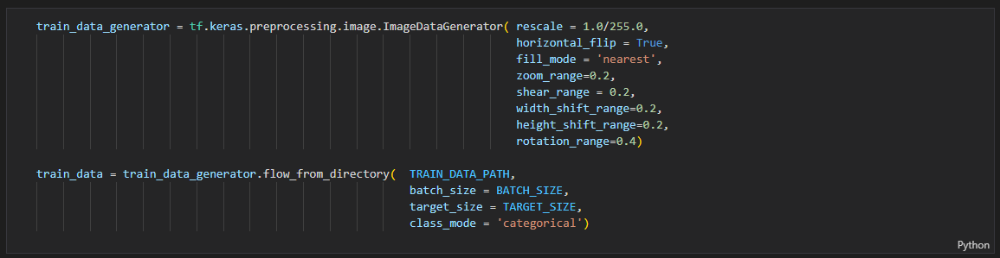 train_data_generator = tf.keras.preprocessing.image.ImageDataGenerator( rescale = 1.0/255.0,
horizontal_flip = True,
fill_mode = 'nearest',
zoom_range=0.2,
shear_range = 0.2,
width_shift_range=0.2,
height_shift_range=0.2,
rotation_range=0.4)
train_data = train_data_generator.flow_from_directory(  TRAIN_DATA_PATH,
batch_size = BATCH_SIZE,
target_size = TARGET_SIZE,
class_mode = 'categorical')
Python